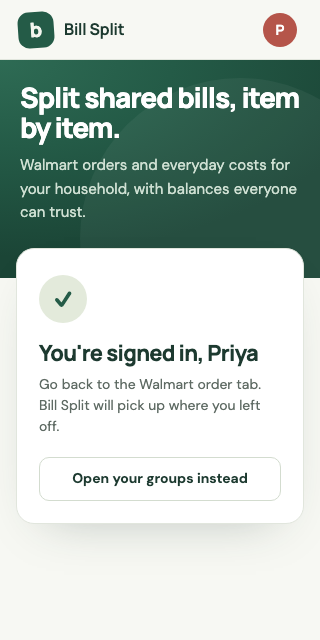 b Bill Split P
Split shared bills, item
by item.
Walmart orders and everyday costs for
your household, with balances everyone
can trust.
You're signed in, Priya
Go back to the Walmart order tab.
Bill Split will pick up where you left
off.
Open your groups instead